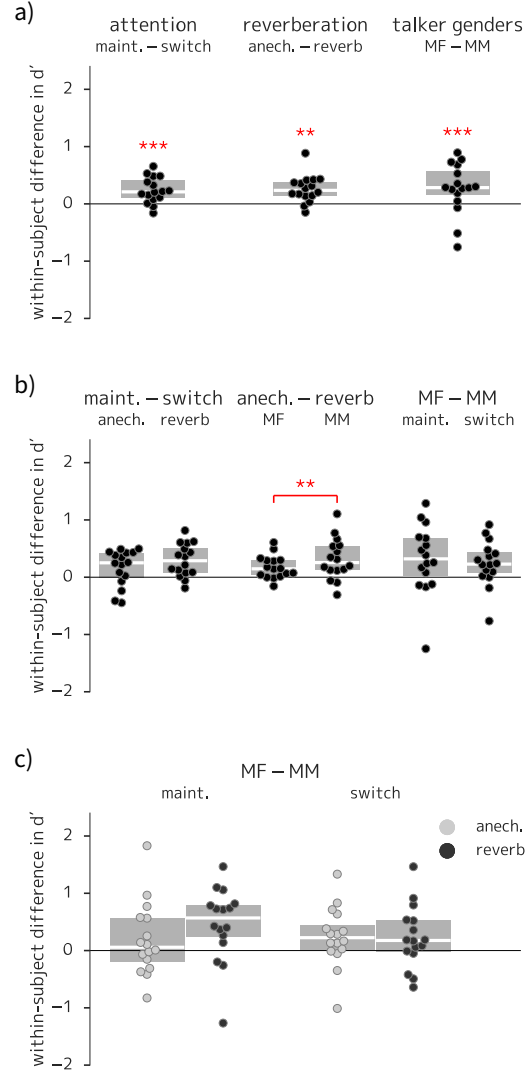 a)
attention reverberation talker genders
maint. – switch anech. – reverb MF – MM
within-subject difference in d′
2
1
0
−1
−2
*** ** ***
b)
maint. – switch anech. – reverb MF – MM
anech. reverb MF MM maint. switch
within-subject difference in d′
2
1
0
−1
−2
**
c)
MF – MM
maint. switch
within-subject difference in d′
2
1
0
−1
−2
anech.
reverb